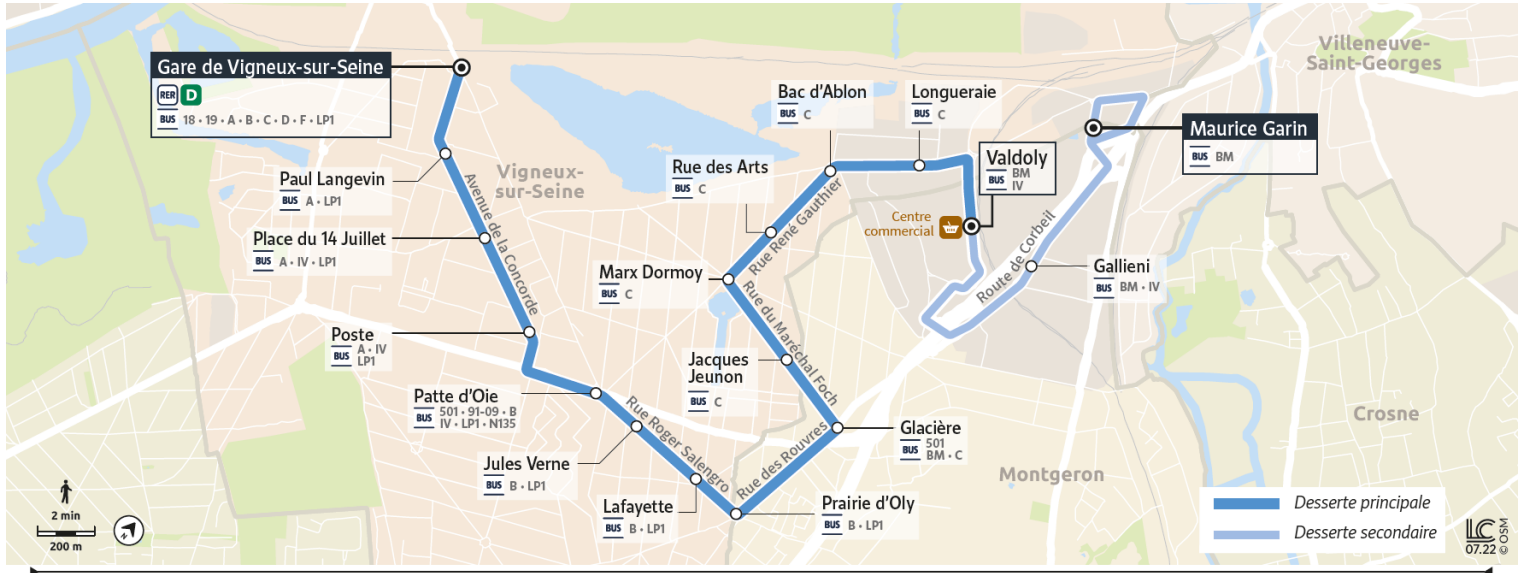 Gare de Vigneux-sur-Seine
RER D
BUS 18 • 19 • A • B • C • D • F • LP1
Paul Langevin
BUS A • LP1
Place du 14 Juillet
BUS A • IV • LP1
Poste
BUS A • IV
LP1
Patte d'Oie
BUS 501 • 91-09 • B
IV • LP1 • N135
Jules Verne
BUS B • LP1
Lafayette
BUS B • LP1
Prairie d'Oly
BUS B • LP1
Glacière
BUS 501
BM • C
Jacques
Jeunon
BUS C
Marx Dormoy
BUS C
Rue des Arts
BUS C
Bac d'Ablon
BUS C
Longueraie
BUS C
Valdoly
BUS BM
IV
Centre
commercial
Gallieni
BUS BM • IV
Maurice Garin
BUS BM
Avenue de la Concorde
Rue Roger Salengro
Rue des Rouvres
Rue du Maréchal Foch
Rue René Gauthier
Route de Corbeil
Vigneux-
sur-Seine
Villeneuve-
Saint-Georges
Crosne
Montgeron
Desserte principale
Desserte secondaire
2 min
200 m
N
LC
07.22
© OSM